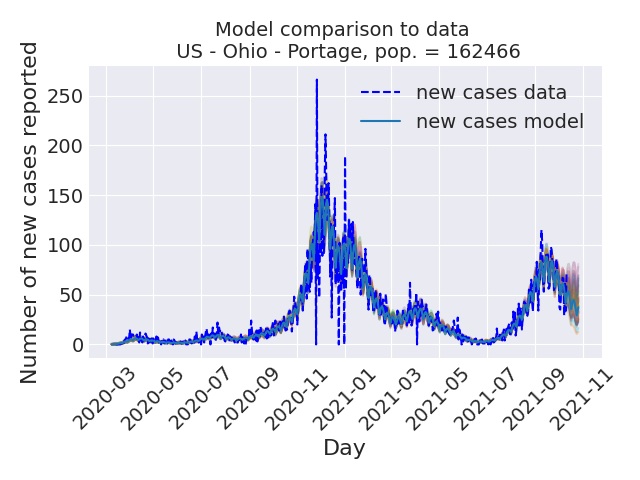 Model comparison to data
US - Ohio - Portage, pop. = 162466
Number of new cases reported
new cases data
new cases model
250
200
150
100
50
0
2020-03
2020-05
2020-07
2020-09
2020-11
2021-01
2021-03
2021-05
2021-07
2021-09
2021-11
Day